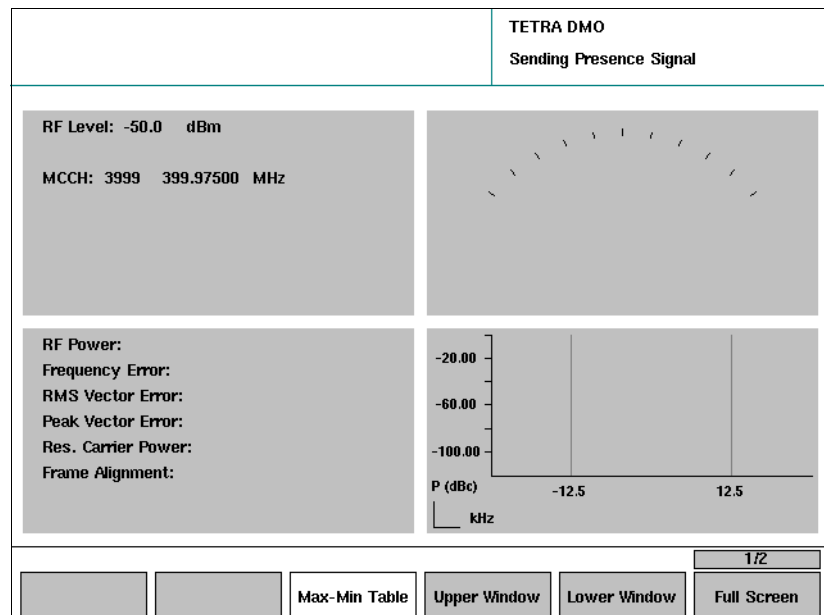 TETRA DMO
Sending Presence Signal
RF Level: -50.0 dBm
MCCH: 3999 399.97500 MHz
RF Power:
Frequency Error:
RMS Vector Error:
Peak Vector Error:
Res. Carrier Power:
Frame Alignment:
-20.00
-60.00
-100.00
P (dBc)
-12.5 12.5
kHz
1/2
Max-Min Table Upper Window Lower Window Full Screen